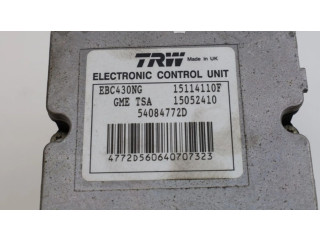 TRW Made in UK
ELECTRONIC CONTROL UNIT
EBC430NG 15114110F
GME TSA 15052410
54084772D
4772D560640707323